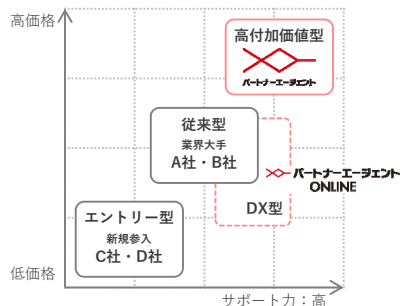 高価格
高付加価値型
パートナーエージェント
従来型
業界大手
A社・B社
パートナーエージェント
ONLINE
DX型
エントリー型
新規参入
C社・D社
低価格
サポート力：高